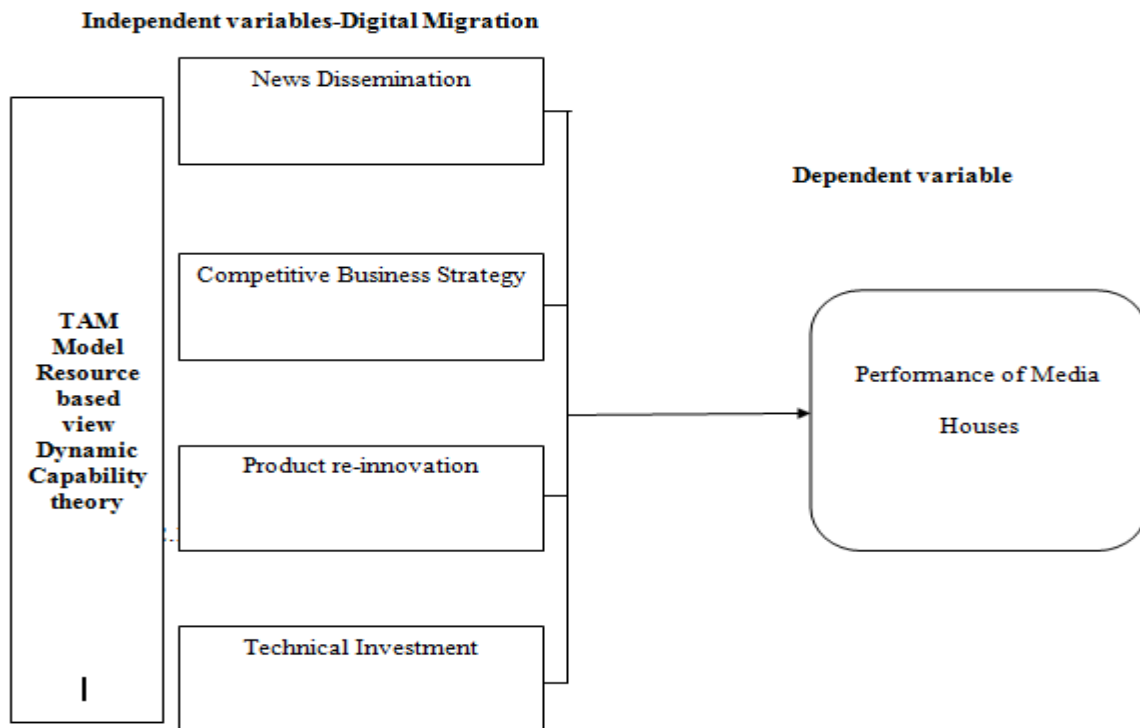 Independent variables-Digital Migration
News Dissemination
Dependent variable
Competitive Business Strategy
TAM
Model
Resource
based
view
Dynamic
Capability
theory
Performance of Media
Houses
Product re-innovation
Technical Investment